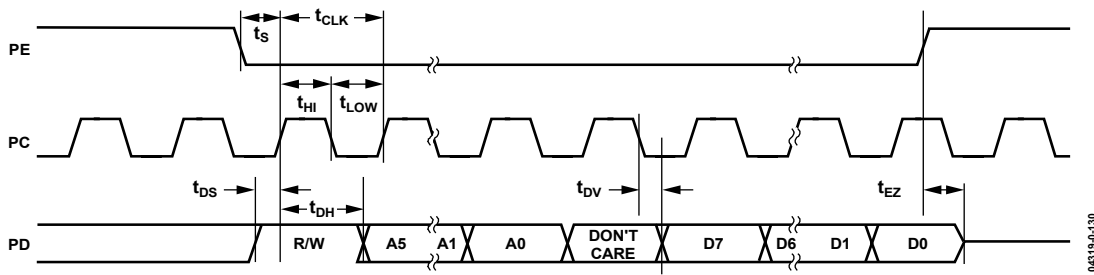 tCLK
tS
PE
tHI
tLOW
PC
tDS
tDH
tDV
tEZ
PD
R/W
A5
A1
A0
DON'T
CARE
D7
D6
D1
D0
04319-0-130